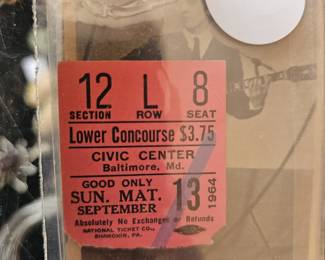 12 L 8
SECTION ROW SEAT
Lower Concourse $3.75
CIVIC CENTER
Baltimore, Md.
GOOD ONLY
SUN. MAT.
SEPTEMBER 13 1964
Absolutely No Exchanges or Refunds
NATIONAL TICKET CO.,
SHAMOKIN, PA.